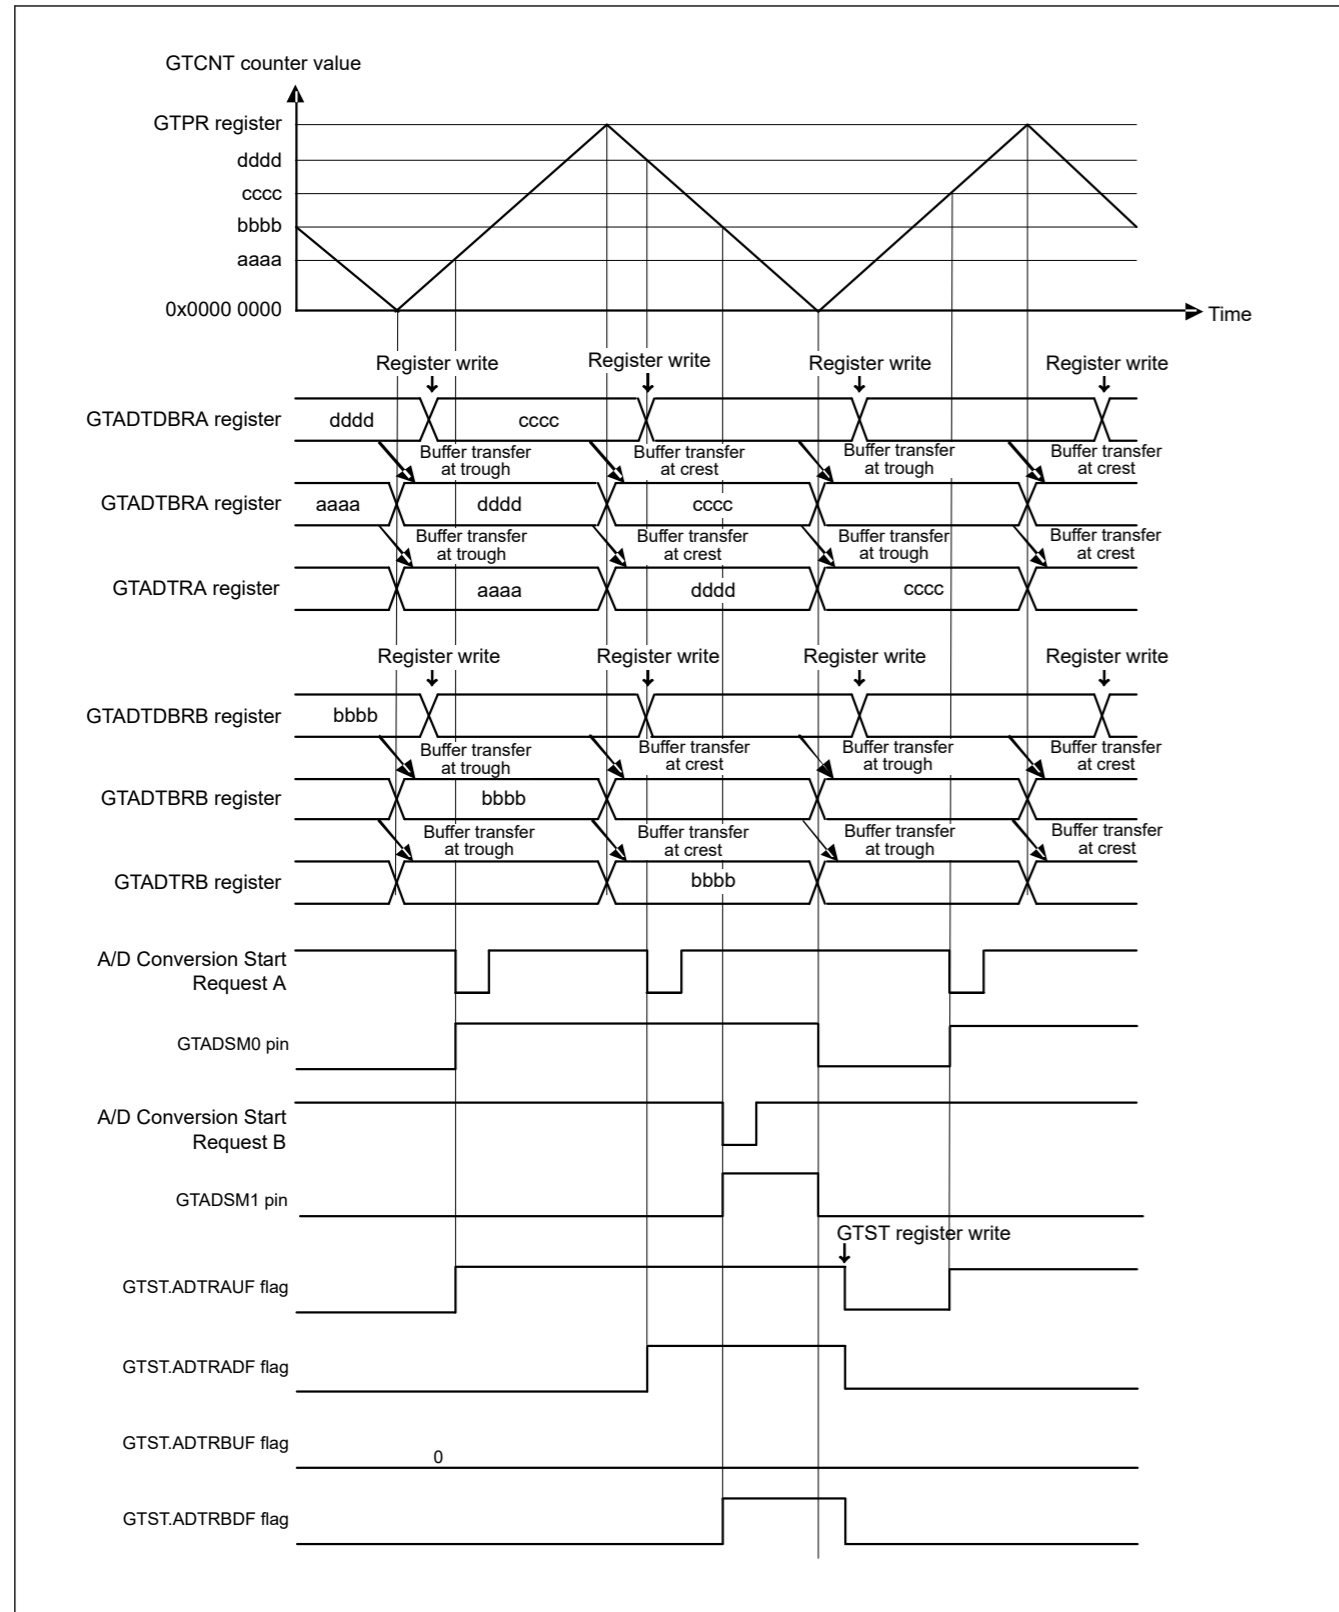 GTCNT counter value
GTPR register
dddd
cccc
bbbb
aaaa
0x0000 0000
Time
Register write Register write Register write Register write
GTADTDBRA register dddd cccc
Buffer transfer Buffer transfer Buffer transfer Buffer transfer
at trough at crest at trough at crest
GTADTBRA register aaaa dddd cccc
Buffer transfer Buffer transfer Buffer transfer Buffer transfer
at trough at crest at trough at crest
GTADTRA register aaaa dddd cccc
Register write Register write Register write Register write
GTADTDBRB register bbbb
Buffer transfer Buffer transfer Buffer transfer Buffer transfer
at trough at crest at trough at crest
GTADTBRB register bbbb
Buffer transfer Buffer transfer Buffer transfer Buffer transfer
at trough at crest at trough at crest
GTADTRB register bbbb
A/D Conversion Start
Request A
GTADSM0 pin
A/D Conversion Start
Request B
GTADSM1 pin
GTST register write
GTST.ADTRAUF flag
GTST.ADTRADF flag
GTST.ADTRBUF flag 0
GTST.ADTRBDF flag